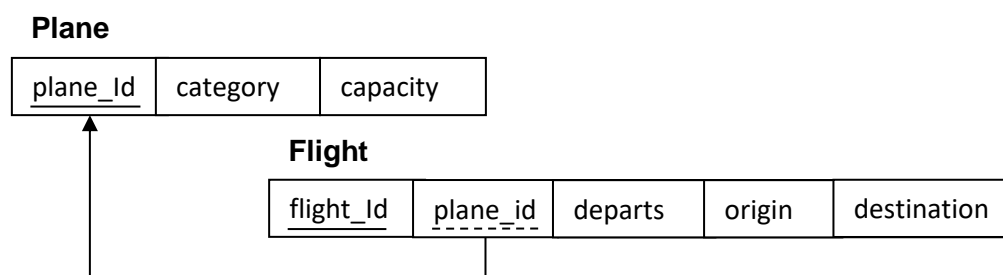 Plane
plane_Id category capacity
Flight
flight_Id plane_id departs origin destination